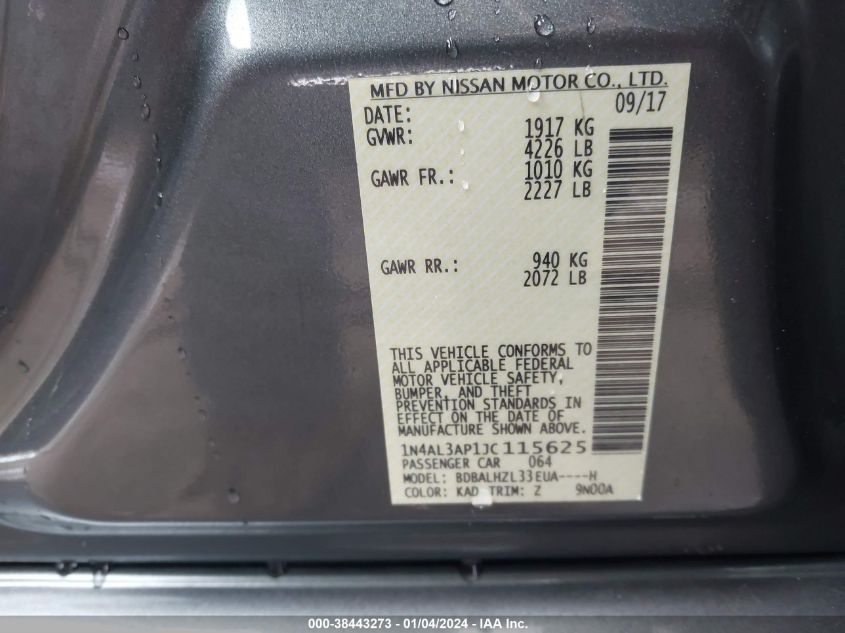 MFD BY NISSAN MOTOR CO., LTD.
DATE: 09/17
GVWR: 1917 KG
4226 LB
GAWR FR.: 1010 KG
2227 LB
GAWR RR.: 940 KG
2072 LB
THIS VEHICLE CONFORMS TO
ALL APPLICABLE FEDERAL
MOTOR VEHICLE SAFETY,
BUMPER, AND THEFT
PREVENTION STANDARDS IN
EFFECT ON THE DATE OF
MANUFACTURE SHOWN ABOVE.
1N4AL3AP1JC115625
PASSENGER CAR 064
MODEL: BDBALHZL33EUA----H
COLOR: KAD TRIM: Z 9N00A
000-38443273 - 01/04/2024 - IAA Inc.